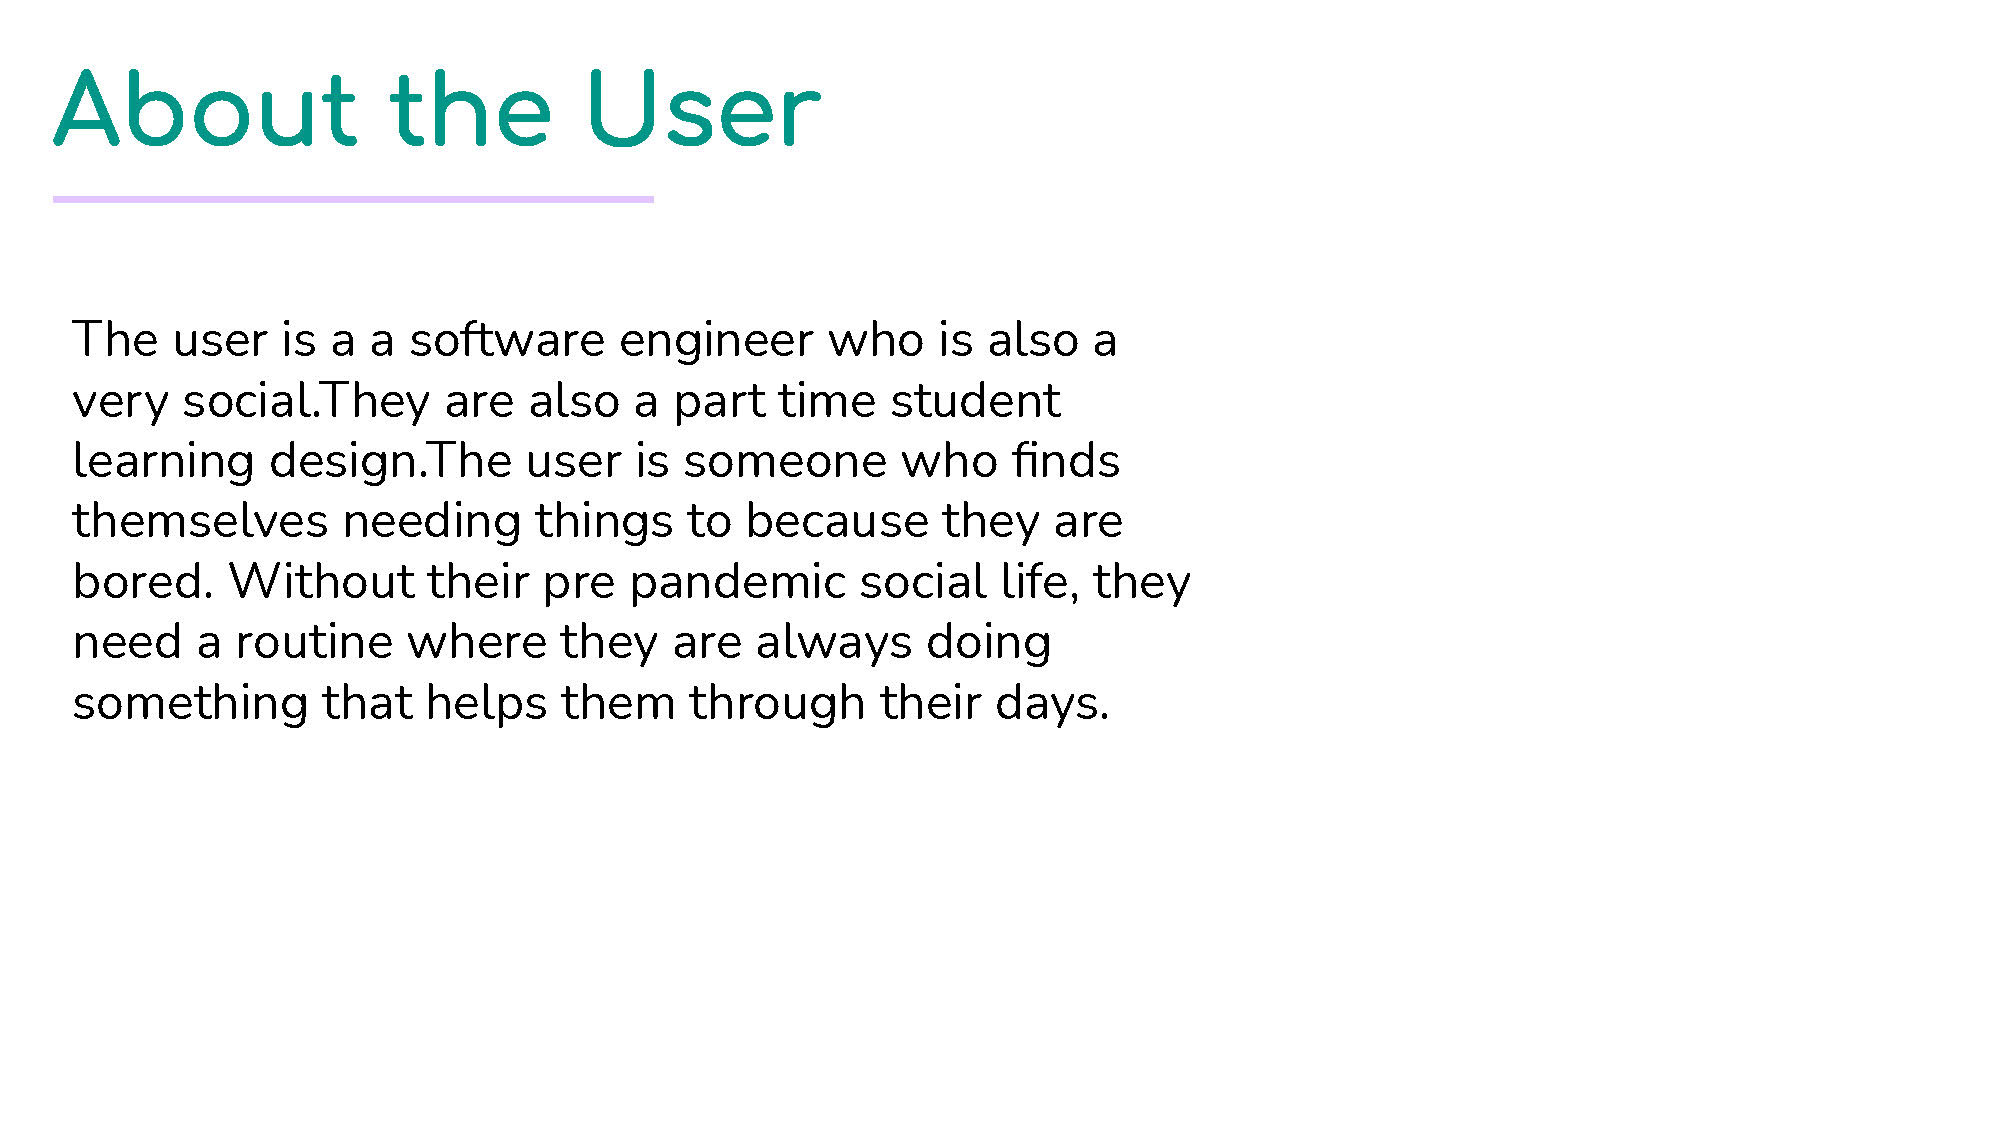 About the User
The user is a a software engineer who is also a
very social.They are also a part time student
learning design.The user is someone who finds
themselves needing things to because they are
bored. Without their pre pandemic social life, they
need a routine where they are always doing
something that helps them through their days.